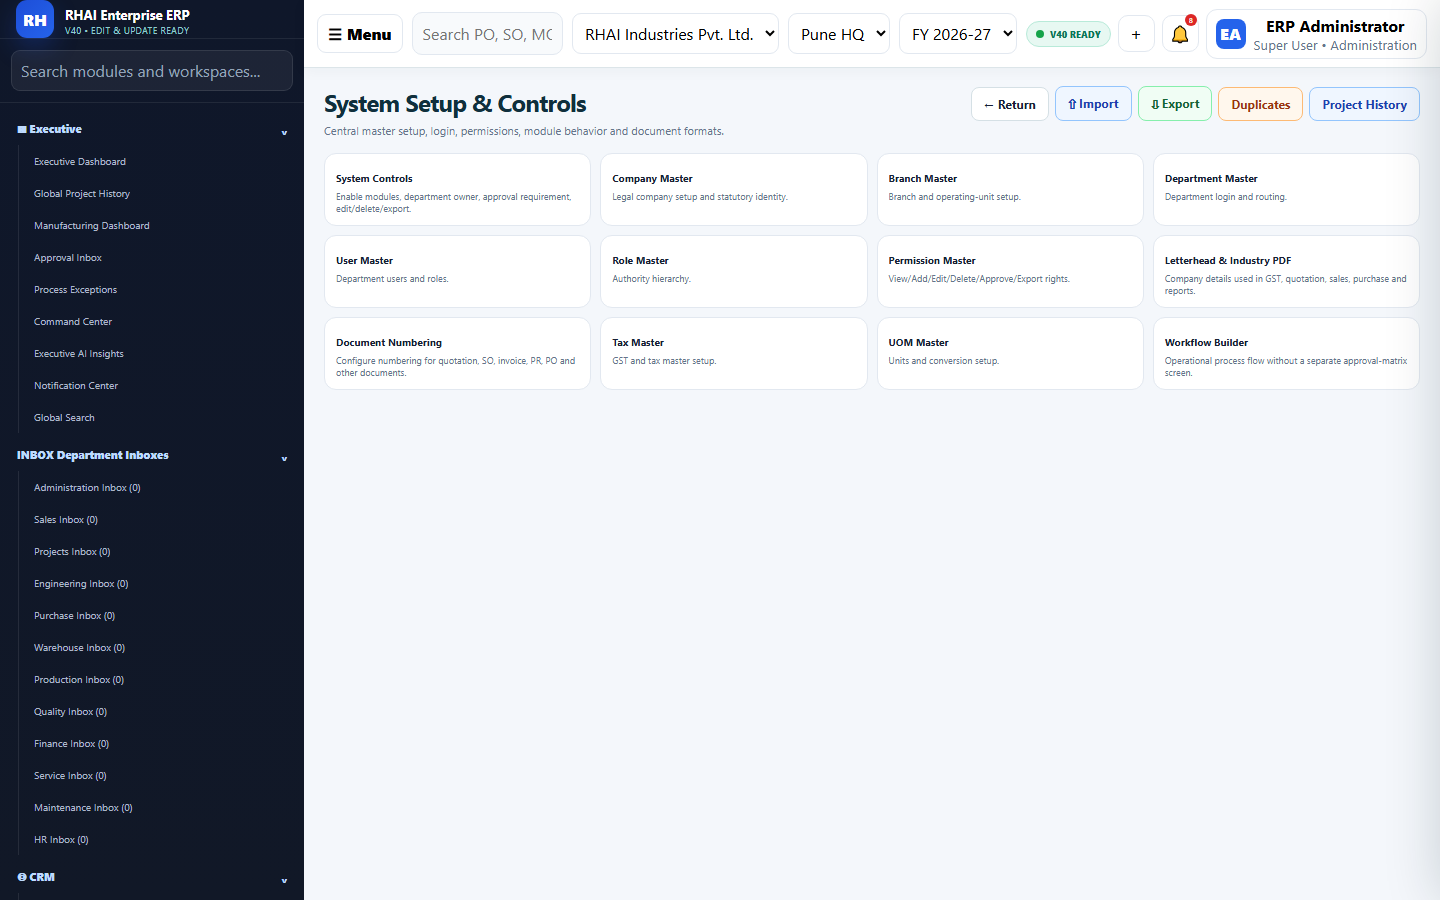 RH
RHAI Enterprise ERP
V40 • EDIT & UPDATE READY
Search modules and workspaces...
Executive
Executive Dashboard
Global Project History
Manufacturing Dashboard
Approval Inbox
Process Exceptions
Command Center
Executive AI Insights
Notification Center
Global Search
INBOX Department Inboxes
Administration Inbox (0)
Sales Inbox (0)
Projects Inbox (0)
Engineering Inbox (0)
Purchase Inbox (0)
Warehouse Inbox (0)
Production Inbox (0)
Quality Inbox (0)
Finance Inbox (0)
Service Inbox (0)
Maintenance Inbox (0)
HR Inbox (0)
CRM
☰ Menu
Search PO, SO, MO
RHAI Industries Pvt. Ltd.
Pune HQ
FY 2026-27
V40 READY
+
8
EA
ERP Administrator
Super User • Administration
System Setup & Controls
Central master setup, login, permissions, module behavior and document formats.
← Return
⇧ Import
⇩ Export
Duplicates
Project History
System Controls
Enable modules, department owner, approval requirement,
edit/delete/export.
Company Master
Legal company setup and statutory identity.
Branch Master
Branch and operating-unit setup.
Department Master
Department login and routing.
User Master
Department users and roles.
Role Master
Authority hierarchy.
Permission Master
View/Add/Edit/Delete/Approve/Export rights.
Letterhead & Industry PDF
Company details used in GST, quotation, sales, purchase and
reports.
Document Numbering
Configure numbering for quotation, SO, invoice, PR, PO and
other documents.
Tax Master
GST and tax master setup.
UOM Master
Units and conversion setup.
Workflow Builder
Operational process flow without a separate approval-matrix
screen.